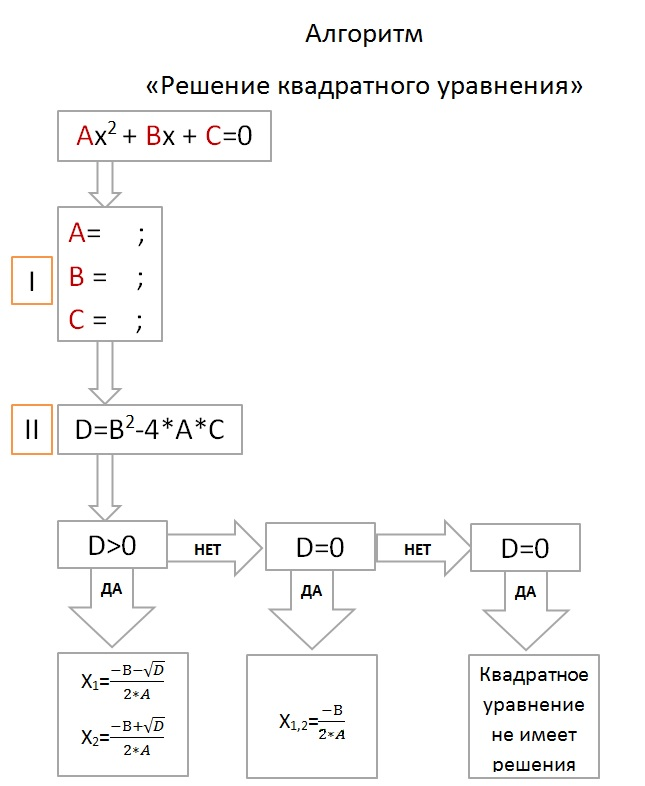 Алгоритм
«Решение квадратного уравнения»
Ax² + Bx + C=0
I
A= ;
B = ;
C = ;
II
D=B²-4*A*C
D>0
НЕТ
D=0
НЕТ
D=0
ДА
ДА
ДА
X₁=(−B−√D)/(2∗A)
X₂=(−B+√D)/(2∗A)
X₁,₂=(−B)/(2∗A)
Квадратное
уравнение
не имеет
решения